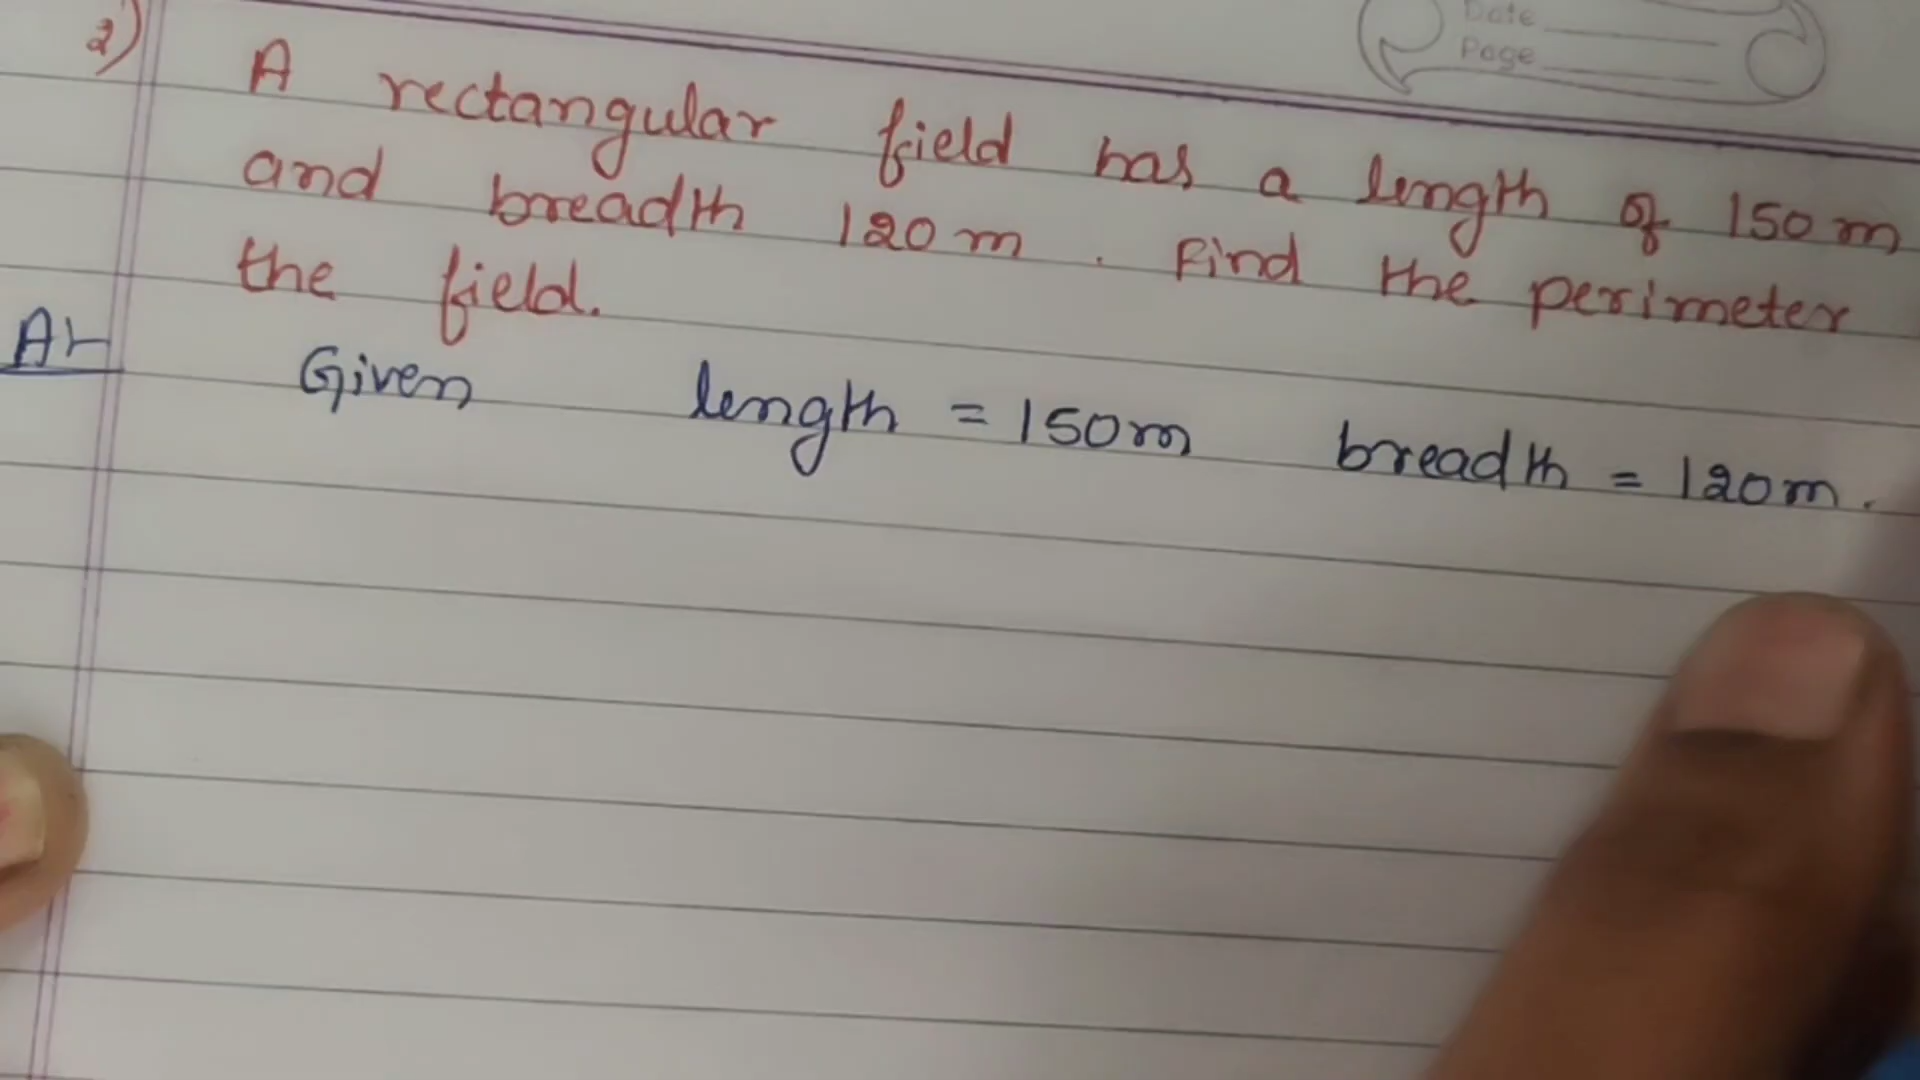 Date
Page
2) A rectangular field has a length of 150 m
and breadth 120 m. Find the perimeter
the field.
A:- Given length = 150m breadth = 120m.